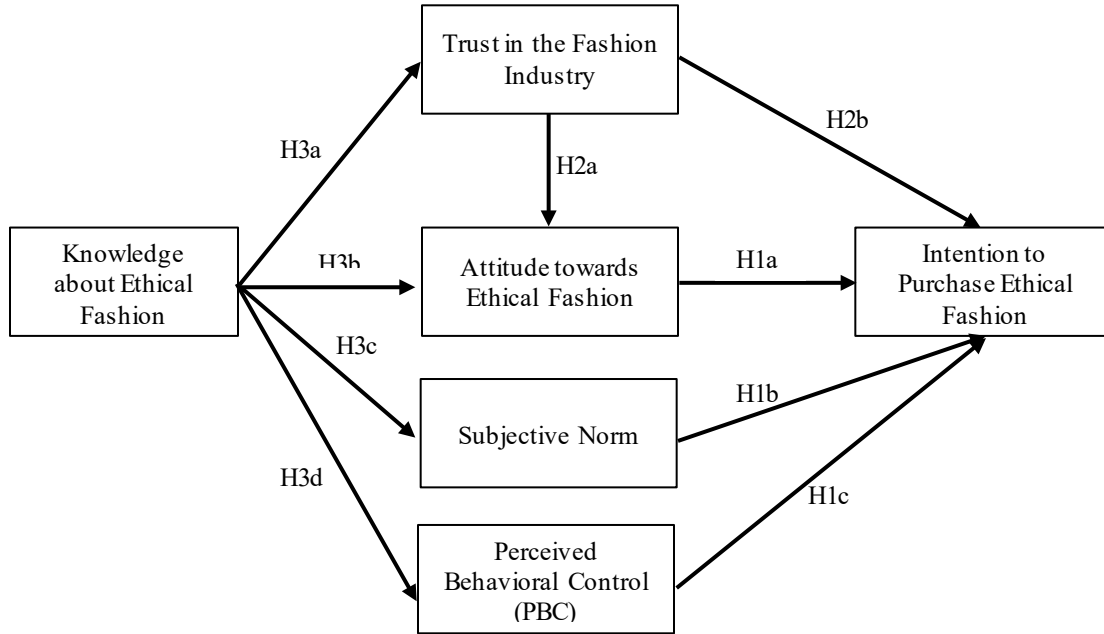 Trust in the Fashion
Industry
H2b
H3a
H2a
Knowledge
about Ethical
Fashion
H3b
Attitude towards
Ethical Fashion
H1a
Intention to
Purchase Ethical
Fashion
H3c
H1b
Subjective Norm
H3d
H1c
Perceived
Behavioral Control
(PBC)